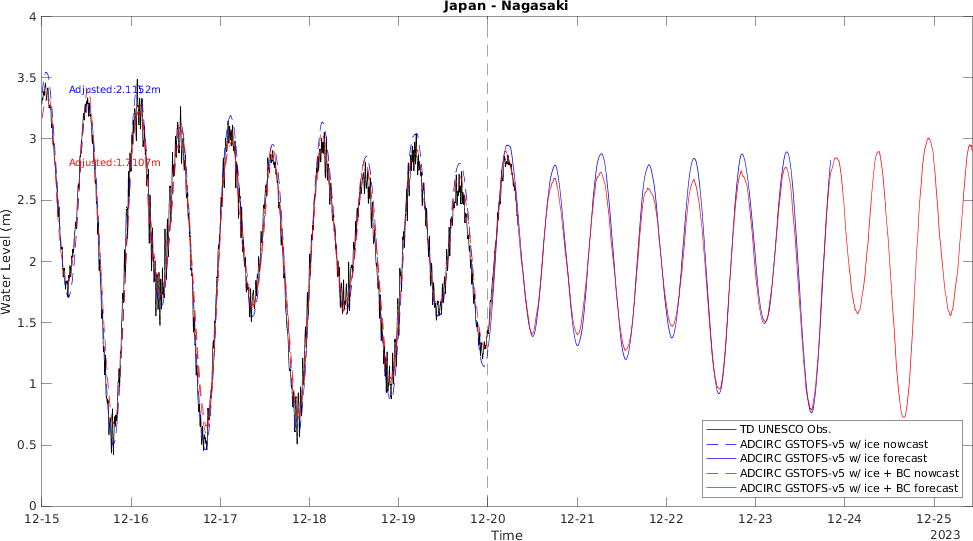 Japan - Nagasaki
4
3.5
3
2.5
2
1.5
1
0.5
0
Water Level (m)
Adjusted:2.1152m
Adjusted:1.7107m
TD UNESCO Obs.
ADCIRC GSTOFS-v5 w/ ice nowcast
ADCIRC GSTOFS-v5 w/ ice forecast
ADCIRC GSTOFS-v5 w/ ice + BC nowcast
ADCIRC GSTOFS-v5 w/ ice + BC forecast
12-15 12-16 12-17 12-18 12-19 12-20 12-21 12-22 12-23 12-24 12-25
Time
2023